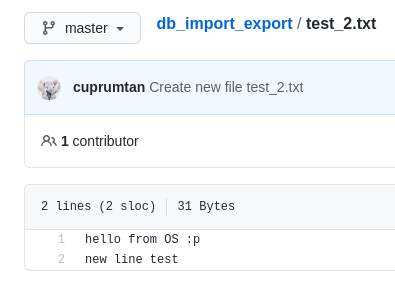 master db_import_export / test_2.txt
cuprumtan Create new file test_2.txt
1 contributor
2 lines (2 sloc) 31 Bytes
1 hello from OS :p
2 new line test